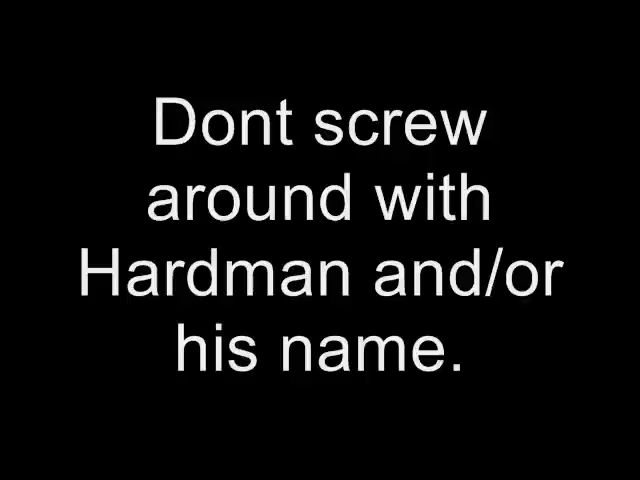 Dont screw
around with
Hardman and/or
his name.